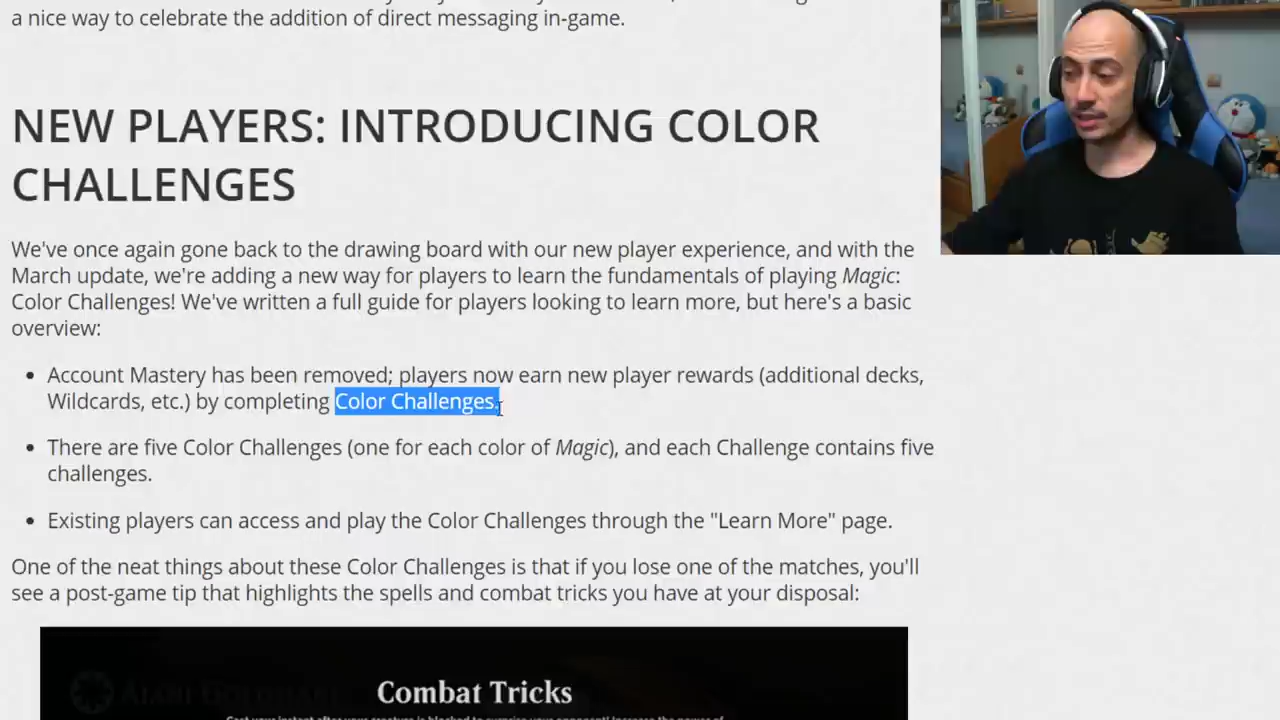 a nice way to celebrate the addition of direct messaging in-game.
NEW PLAYERS: INTRODUCING COLOR
CHALLENGES
We've once again gone back to the drawing board with our new player experience, and with the
March update, we're adding a new way for players to learn the fundamentals of playing Magic:
Color Challenges! We've written a full guide for players looking to learn more, but here's a basic
overview:
• Account Mastery has been removed; players now earn new player rewards (additional decks,
Wildcards, etc.) by completing Color Challenges.
• There are five Color Challenges (one for each color of Magic), and each Challenge contains five
challenges.
• Existing players can access and play the Color Challenges through the "Learn More" page.
One of the neat things about these Color Challenges is that if you lose one of the matches, you'll
see a post-game tip that highlights the spells and combat tricks you have at your disposal:
Combat Tricks